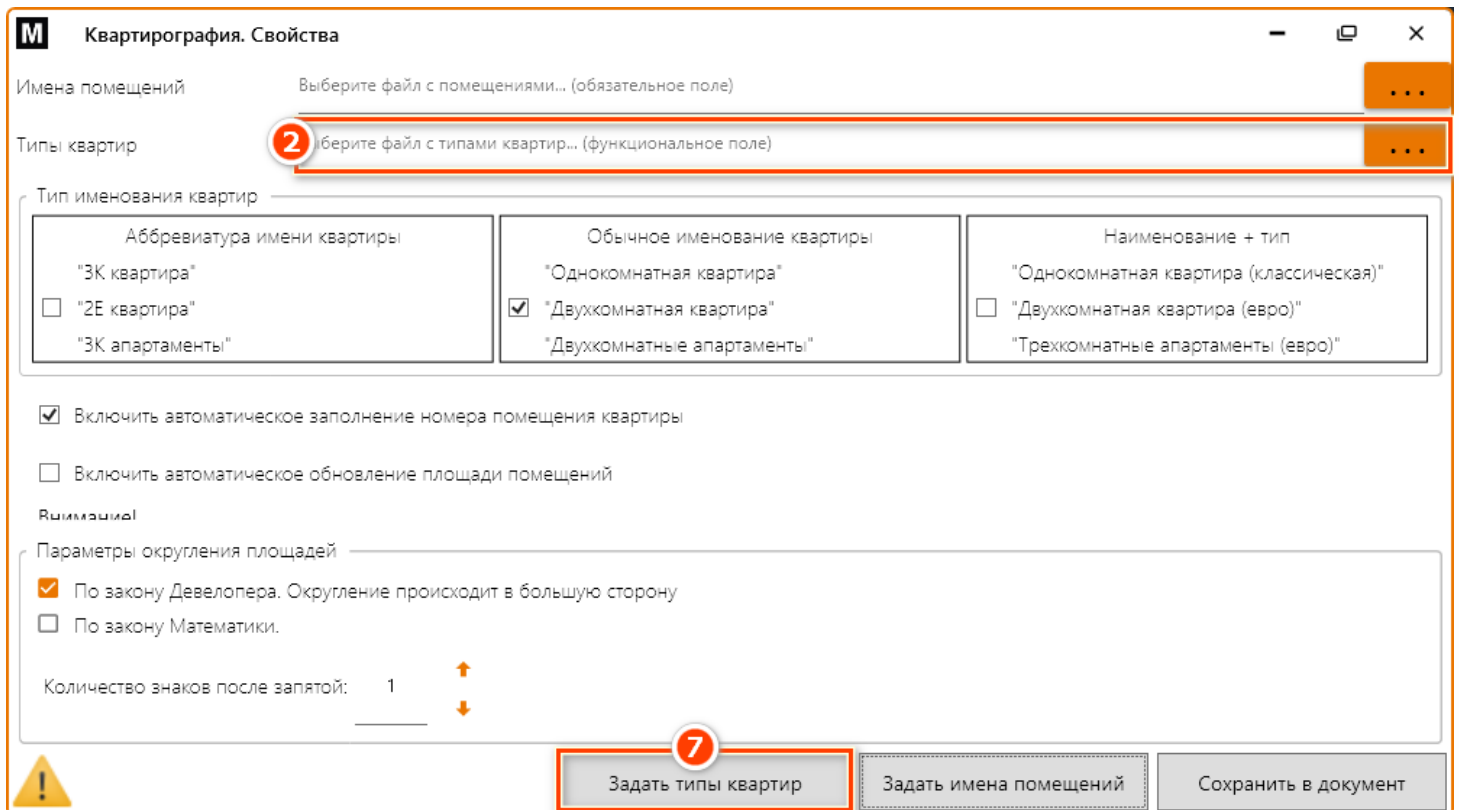 M Квартирография. Свойства
Имена помещений Выберите файл с помещениями... (обязательное поле) ...
Типы квартир 2 ыберите файл с типами квартир... (функциональное поле) ...
Тип именования квартир
Аббревиатура имени квартиры Обычное именование квартиры Наименование + тип
"3К квартира" "Однокомнатная квартира" "Однокомнатная квартира (классическая)"
"2Е квартира" "Двухкомнатная квартира" "Двухкомнатная квартира (евро)"
"3К апартаменты" "Двухкомнатные апартаменты" "Трехкомнатные апартаменты (евро)"
Включить автоматическое заполнение номера помещения квартиры
Включить автоматическое обновление площади помещений
Внимание!
Параметры округления площадей
По закону Девелопера. Округление происходит в большую сторону
По закону Математики.
Количество знаков после запятой: 1
7
Задать типы квартир Задать имена помещений Сохранить в документ